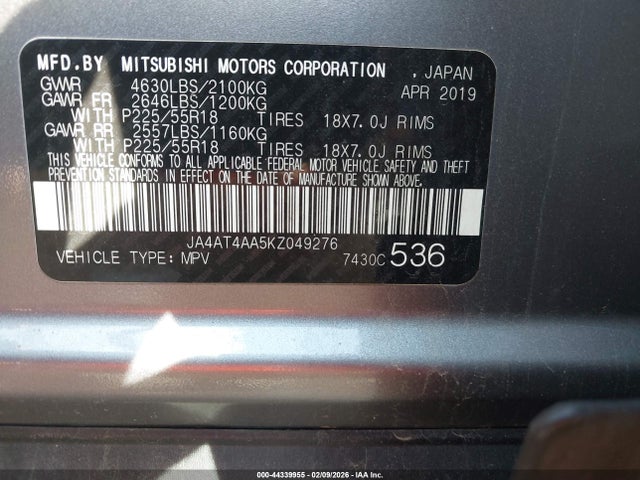 MFD.BY MITSUBISHI MOTORS CORPORATION , JAPAN
GVWR 4630LBS/2100KG APR 2019
GAWR FR 2646LBS/1200KG
WITH P225/55R18 TIRES 18X7.0J RIMS
GAWR RR 2557LBS/1160KG
WITH P225/55R18 TIRES 18X7.0J RIMS
THIS VEHICLE CONFORMS TO ALL APPLICABLE FEDERAL MOTOR VEHICLE SAFETY AND THEFT
PREVENTION STANDARDS IN EFFECT ON THE DATE OF MANUFACTURE SHOWN ABOVE.
JA4AT4AA5KZ049276
VEHICLE TYPE: MPV 7430C 536
000-44339955 - 02/09/2026 - IAAI.COM